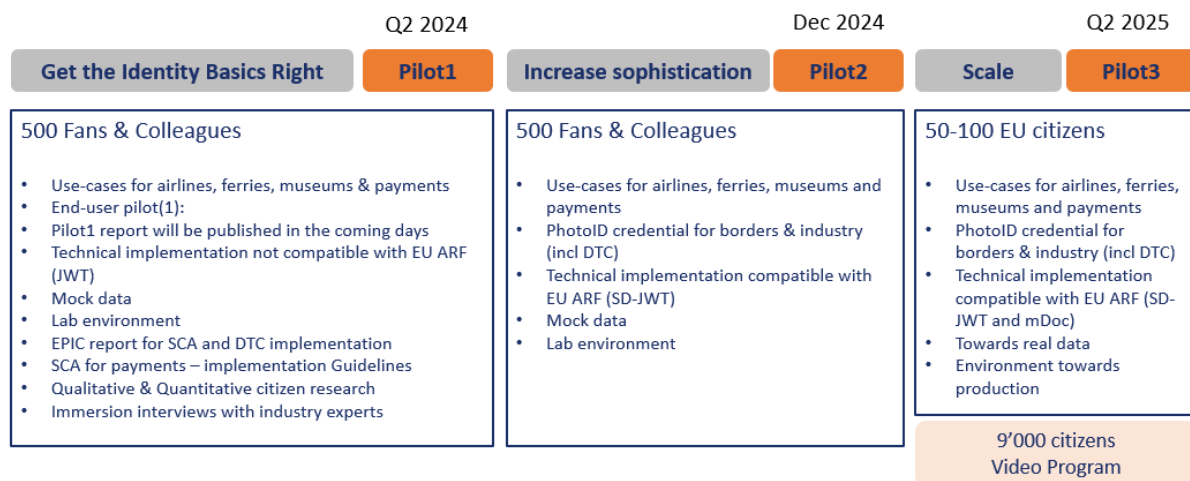 Q2 2024
Dec 2024
Q2 2025
Get the Identity Basics Right
Pilot1
Increase sophistication
Pilot2
Scale
Pilot3
500 Fans & Colleagues
• Use-cases for airlines, ferries, museums & payments
• End-user pilot(1):
• Pilot1 report will be published in the coming days
• Technical implementation not compatible with EU ARF
(JWT)
• Mock data
• Lab environment
• EPIC report for SCA and DTC implementation
• SCA for payments – implementation Guidelines
• Qualitative & Quantitative citizen research
• Immersion interviews with industry experts
500 Fans & Colleagues
• Use-cases for airlines, ferries, museums and
payments
• PhotoID credential for borders & industry
(incl DTC)
• Technical implementation compatible with
EU ARF (SD-JWT)
• Mock data
• Lab environment
50-100 EU citizens
• Use-cases for airlines, ferries,
museums and payments
• PhotoID credential for
borders & industry (incl DTC)
• Technical implementation
compatible with EU ARF (SD-
JWT and mDoc)
• Towards real data
• Environment towards
production
9’000 citizens
Video Program